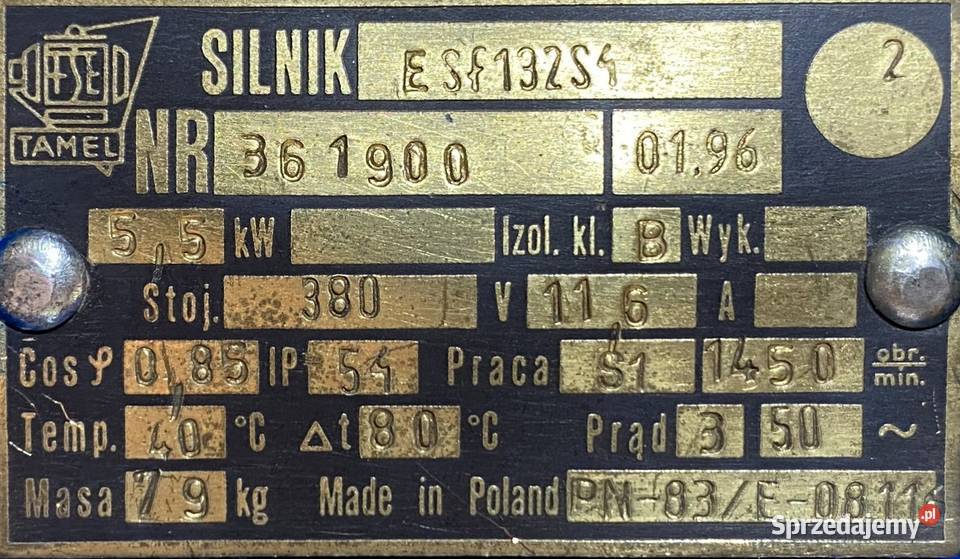 TAMEL
SILNIK ESf132S4 2
NR 361900 01.96
5,5 kW Izol. kl. B Wyk.
Stoj. 380 V 11,6 A
Cos φ 0,85 IP 54 Praca S1 1450 obr./min.
Temp. 40 °C Δt 80 °C Prąd 3 50 ~
Masa 79 kg Made in Poland PN-83/E-0811
Sprzedajemy.pl